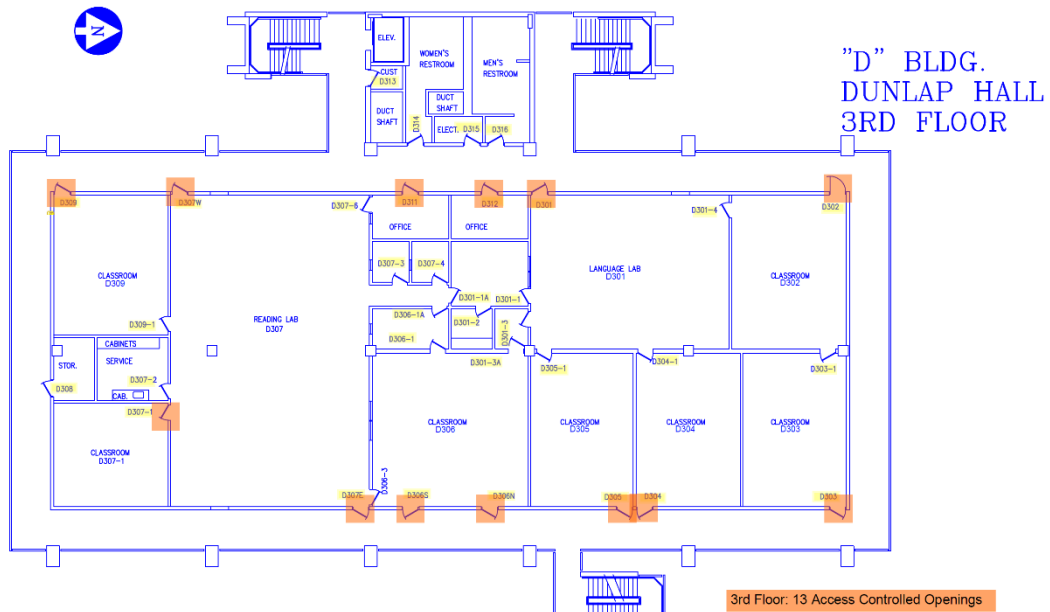 N
"D" BLDG.
DUNLAP HALL
3RD FLOOR
ELEV.
WOMEN'S
RESTROOM
MEN'S
RESTROOM
CUST
D313
DUCT
SHAFT
DUCT
SHAFT
D314
ELECT.
D315
D316
D309
D307W
D311
D312
D301
D302
D307-5
OFFICE
OFFICE
D301-4
D307-3
D307-4
CLASSROOM
D309
LANGUAGE LAB
D301
CLASSROOM
D302
D301-1A
D301-1
READING LAB
D307
D309-1
D306-1A
D301-2
D301-3
D306-1
CABINETS
STOR.
SERVICE
D301-3A
D305-1
D304-1
D303-1
D308
D307-2
CAB.
D307-1
CLASSROOM
D307-1
CLASSROOM
D306
CLASSROOM
D305
CLASSROOM
D304
CLASSROOM
D303
D306-3
D307E
D306S
D306N
D305
D304
D303
3rd Floor: 13 Access Controlled Openings